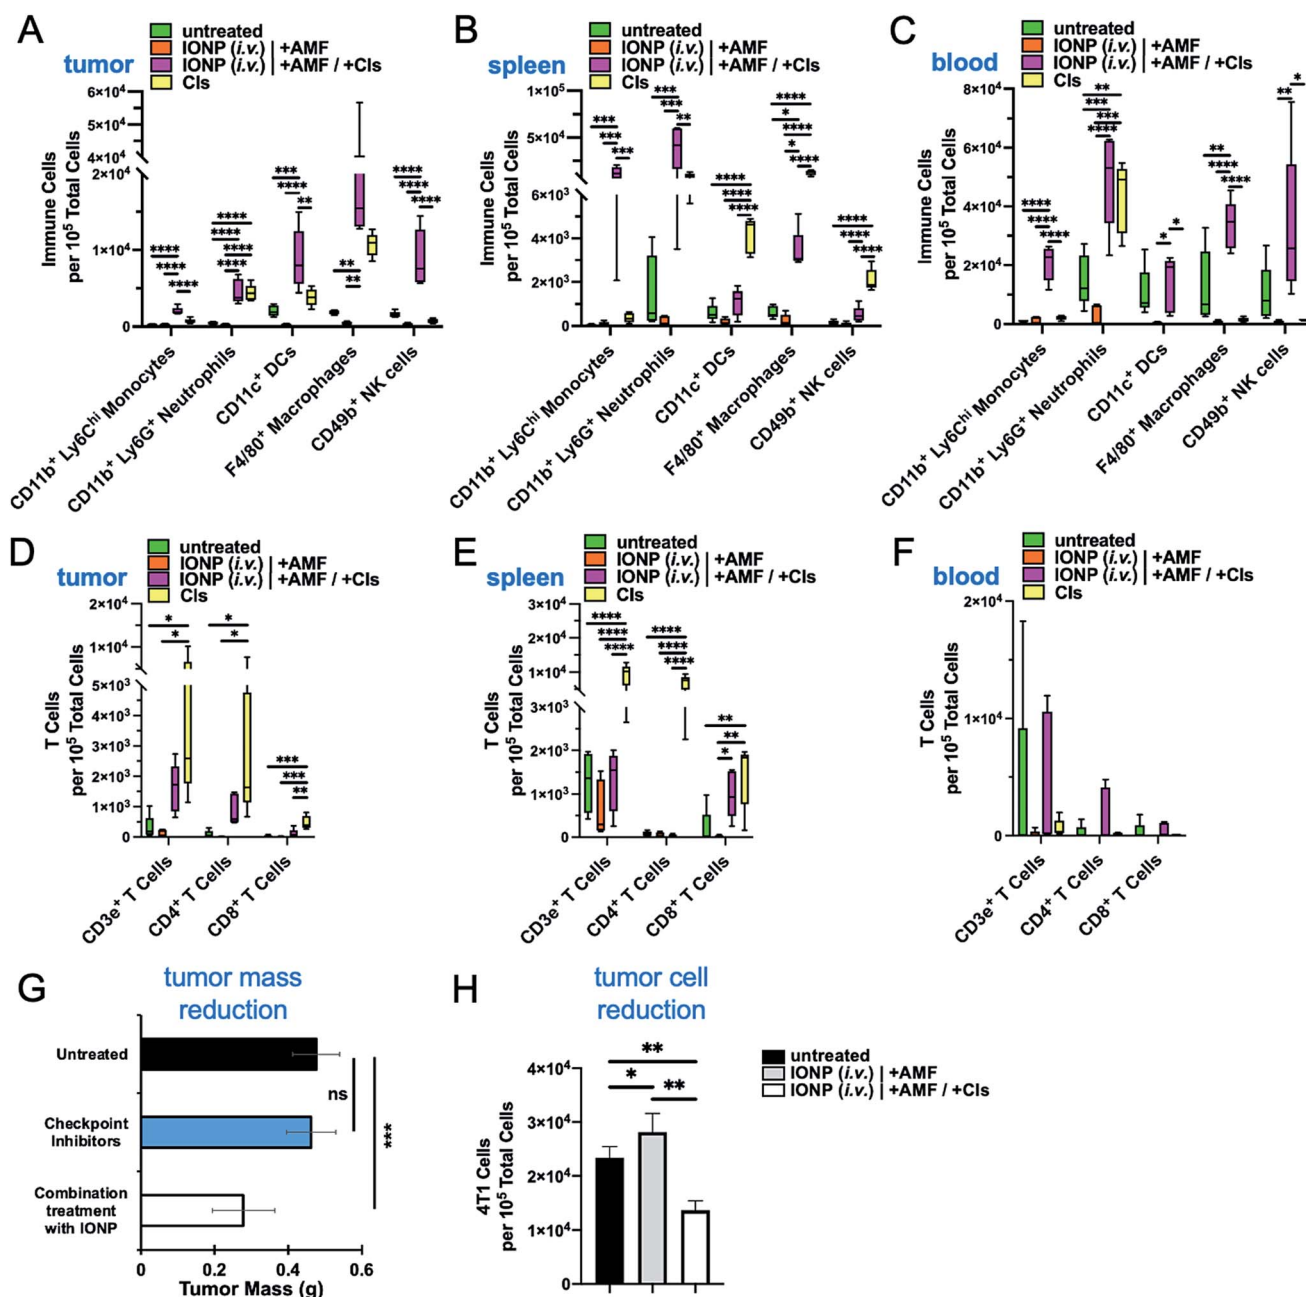 A
tumor
untreated
IONP (i.v.) | +AMF
IONP (i.v.) | +AMF / +CIs
CIs
Immune Cells
per 10⁵ Total Cells
6×10⁴
5×10⁴
4×10⁴
2×10⁴
1×10⁴
0
**** **** ****
**** **** **** ****
*** **** **
** **
**** **** ****
CD11b⁺ Ly6Cʰⁱ Monocytes
CD11b⁺ Ly6G⁺ Neutrophils
CD11c⁺ DCs
F4/80⁺ Macrophages
CD49b⁺ NK cells
B
spleen
untreated
IONP (i.v.) | +AMF
IONP (i.v.) | +AMF / +CIs
CIs
Immune Cells
per 10⁵ Total Cells
1×10⁵
5×10⁴
6×10³
4×10³
2×10³
0
*** *** ***
*** *** **
**** **** ****
**** * **** * ****
**** **** ****
CD11b⁺ Ly6Cʰⁱ Monocytes
CD11b⁺ Ly6G⁺ Neutrophils
CD11c⁺ DCs
F4/80⁺ Macrophages
CD49b⁺ NK cells
C
blood
untreated
IONP (i.v.) | +AMF
IONP (i.v.) | +AMF / +CIs
CIs
Immune Cells
per 10⁵ Total Cells
8×10⁴
6×10⁴
4×10⁴
2×10⁴
0
**** **** ****
** *** *** ****
* *
** **** ****
** *
CD11b⁺ Ly6Cʰⁱ Monocytes
CD11b⁺ Ly6G⁺ Neutrophils
CD11c⁺ DCs
F4/80⁺ Macrophages
CD49b⁺ NK cells
D
tumor
untreated
IONP (i.v.) | +AMF
IONP (i.v.) | +AMF / +CIs
CIs
T Cells
per 10⁵ Total Cells
2×10⁴
1×10⁴
5×10³
4×10³
3×10³
2×10³
1×10³
0
* *
* *
*** *** **
CD3e⁺ T Cells
CD4⁺ T Cells
CD8⁺ T Cells
E
spleen
untreated
IONP (i.v.) | +AMF
IONP (i.v.) | +AMF / +CIs
CIs
T Cells
per 10⁵ Total Cells
3×10⁴
2×10⁴
1×10⁴
3×10³
2×10³
1×10³
0
**** **** ****
**** **** ****
** ** *
CD3e⁺ T Cells
CD4⁺ T Cells
CD8⁺ T Cells
F
blood
untreated
IONP (i.v.) | +AMF
IONP (i.v.) | +AMF / +CIs
CIs
T Cells
per 10⁵ Total Cells
2×10⁴
1×10⁴
0
CD3e⁺ T Cells
CD4⁺ T Cells
CD8⁺ T Cells
G
tumor mass
reduction
Untreated
Checkpoint
Inhibitors
Combination
treatment
with IONP
ns
***
0
0.2
0.4
0.6
Tumor Mass (g)
H
tumor cell
reduction
untreated
IONP (i.v.) | +AMF
IONP (i.v.) | +AMF / +CIs
4T1 Cells
per 10⁵ Total Cells
4×10⁴
3×10⁴
2×10⁴
1×10⁴
0
**
* **